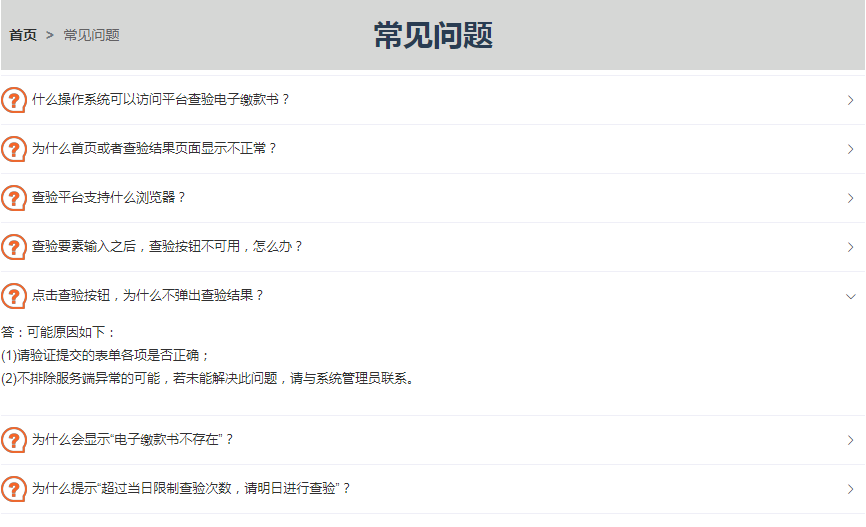 首页 > 常见问题
常见问题
什么操作系统可以访问平台查验电子缴款书？
为什么首页或者查验结果页面显示不正常？
查验平台支持什么浏览器？
查验要素输入之后，查验按钮不可用，怎么办？
点击查验按钮，为什么不弹出查验结果？
答：可能原因如下：
(1)请验证提交的表单各项是否正确；
(2)不排除服务端异常的可能，若未能解决此问题，请与系统管理员联系。
为什么会显示“电子缴款书不存在”？
为什么提示“超过当日限制查验次数，请明日进行查验”？